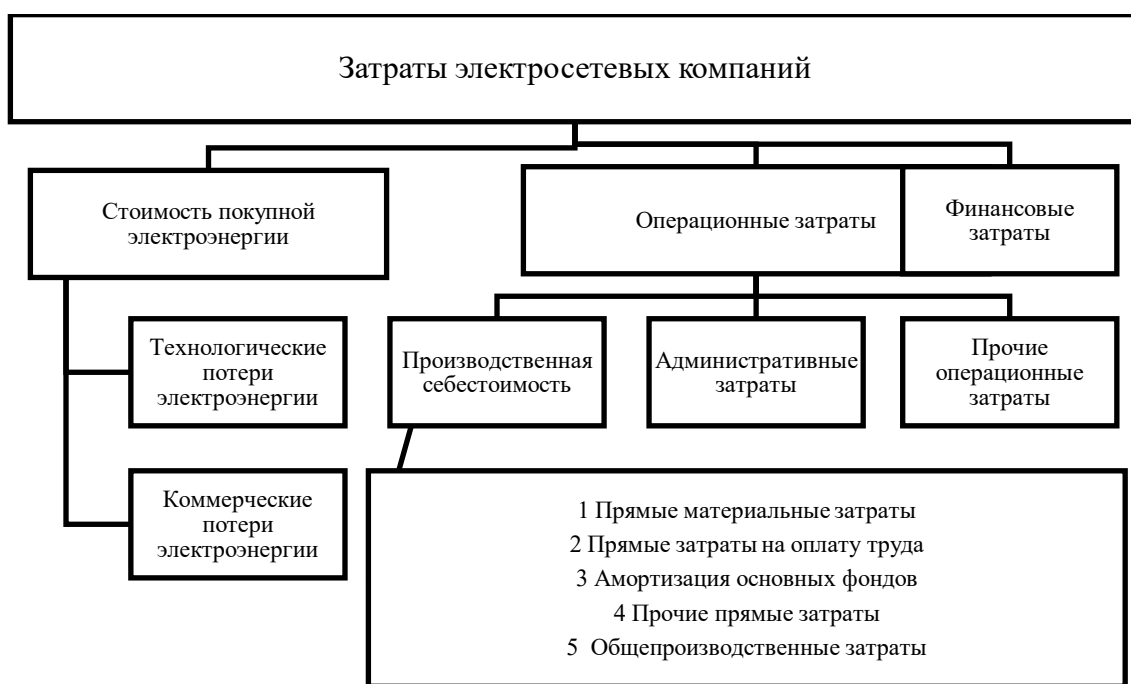 Затраты электросетевых компаний
Стоимость покупной
электроэнергии
Операционные затраты
Финансовые
затраты
Технологические
потери
электроэнергии
Производственная
себестоимость
Административные
затраты
Прочие
операционные
затраты
Коммерческие
потери
электроэнергии
1 Прямые материальные затраты
2 Прямые затраты на оплату труда
3 Амортизация основных фондов
4 Прочие прямые затраты
5 Общепроизводственные затраты